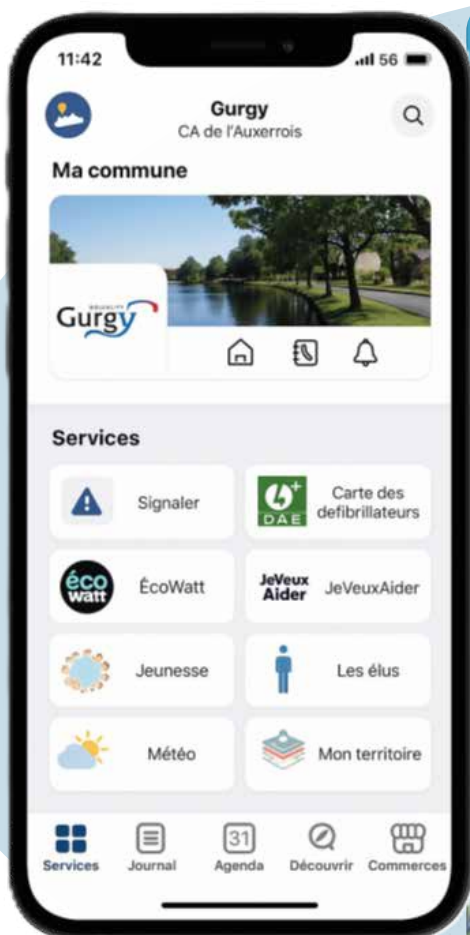 11:42
56
Gurgy
CA de l'Auxerrois
Ma commune
Gurgy
Services
Signaler
DAE
Carte des
defibrillateurs
éco
watt
ÉcoWatt
JeVeux
Aider
JeVeuxAider
Jeunesse
Les élus
Météo
Mon territoire
31
Services
Journal
Agenda
Découvrir
Commerces